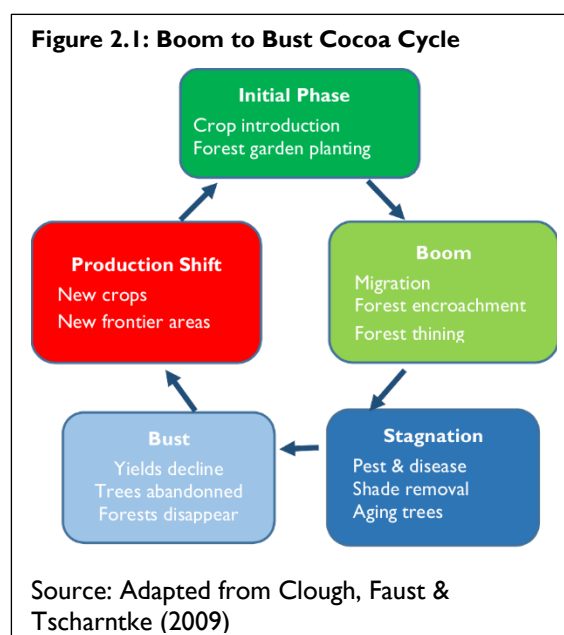 Figure 2.1: Boom to Bust Cocoa Cycle
Initial Phase
Crop introduction
Forest garden planting
Boom
Migration
Forest encroachment
Forest thining
Stagnation
Pest & disease
Shade removal
Aging trees
Bust
Yields decline
Trees abandonned
Forests disappear
Production Shift
New crops
New frontier areas
Source: Adapted from Clough, Faust &
Tscharntke (2009)